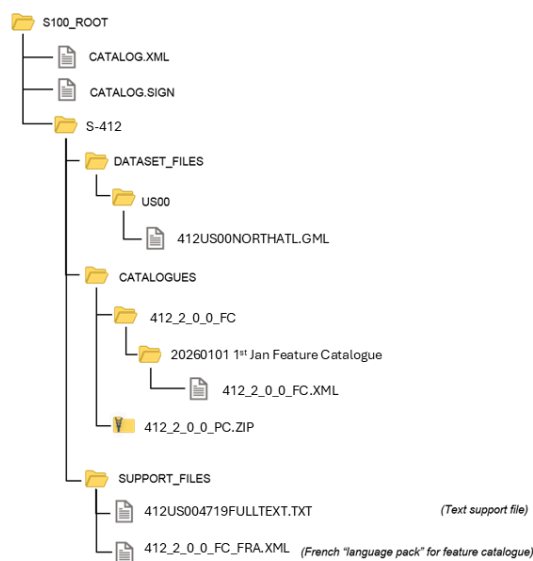 S100_ROOT
CATALOG.XML
CATALOG.SIGN
S-412
DATASET_FILES
US00
412US00NORTHATL.GML
CATALOGUES
412_2_0_0_FC
20260101 1st Jan Feature Catalogue
412_2_0_0_FC.XML
412_2_0_0_PC.ZIP
SUPPORT_FILES
412US004719FULLTEXT.TXT (Text support file)
412_2_0_0_FC_FRA.XML (French “language pack” for feature catalogue)